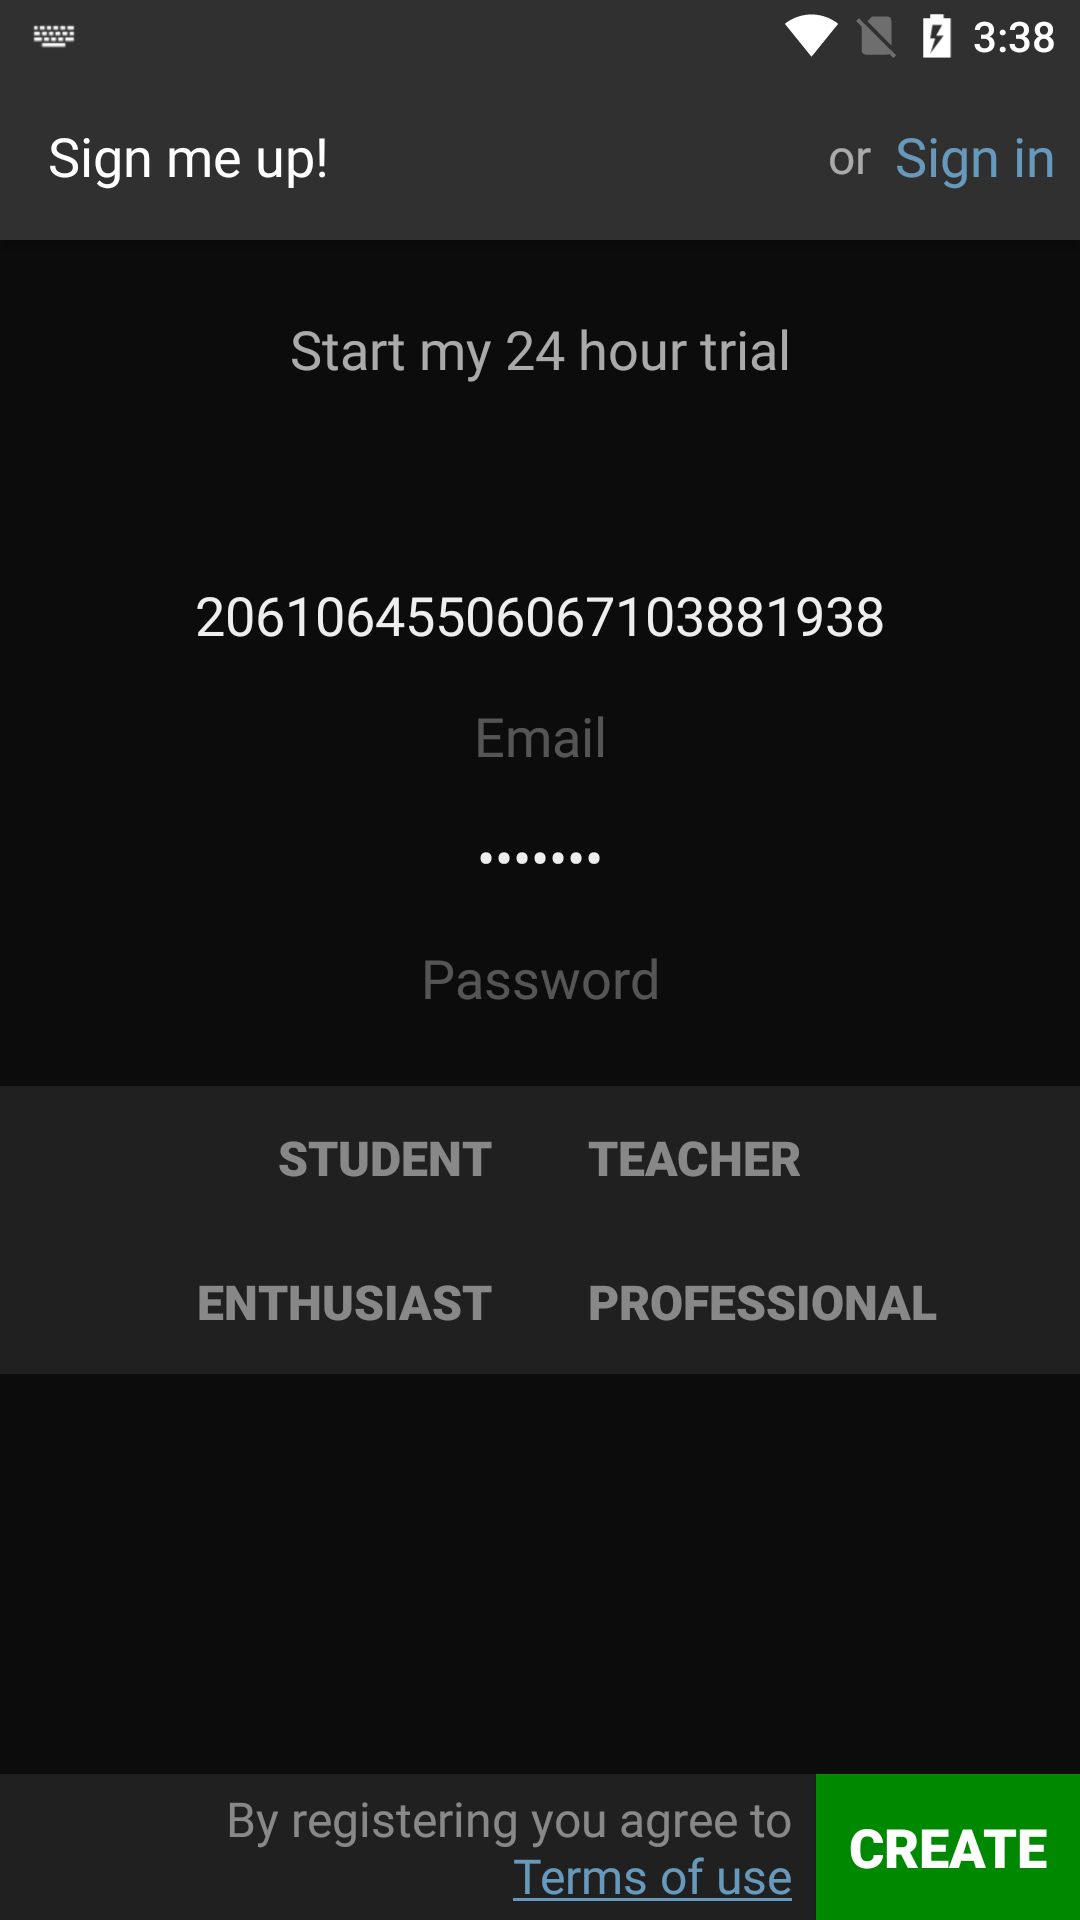 3:38
Sign me up!
or Sign in
Start my 24 hour trial
20610645506067103881938
Email
•••••••
Password
STUDENT TEACHER
ENTHUSIAST PROFESSIONAL
By registering you agree to
Terms of use
CREATE